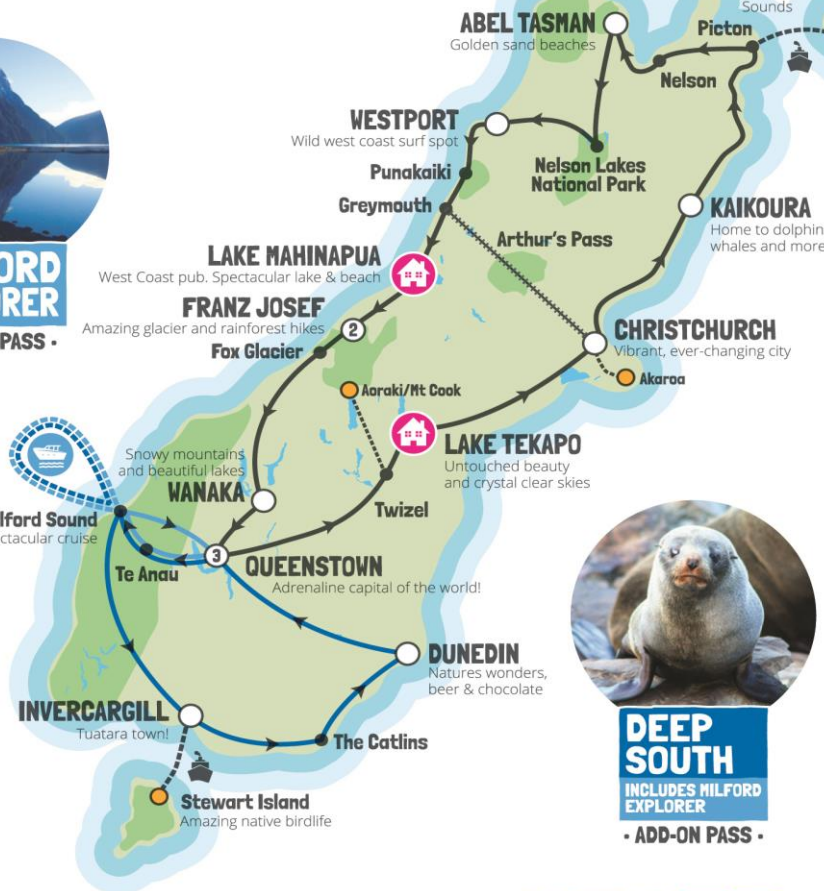 Sounds
ABEL TASMAN
Golden sand beaches
Picton
Nelson
WESTPORT
Wild west coast surf spot
Nelson Lakes
National Park
Punakaiki
Greymouth
KAIKOURA
Home to dolphin
whales and more
Arthur's Pass
LAKE MAHINAPUA
West Coast pub. Spectacular lake & beach
ORD
RER
PASS •
FRANZ JOSEF
Amazing glacier and rainforest hikes
2
Fox Glacier
CHRISTCHURCH
Vibrant, ever-changing city
Akaroa
Aoraki/Mt Cook
LAKE TEKAPO
Untouched beauty
and crystal clear skies
Snowy mountains
and beautiful lakes
WANAKA
Twizel
lford Sound
ctacular cruise
Te Anau
3
QUEENSTOWN
Adrenaline capital of the world!
DUNEDIN
Natures wonders,
beer & chocolate
INVERCARGILL
Tuatara town!
The Catlins
Stewart Island
Amazing native birdlife
DEEP
SOUTH
INCLUDES MILFORD
EXPLORER
• ADD-ON PASS •